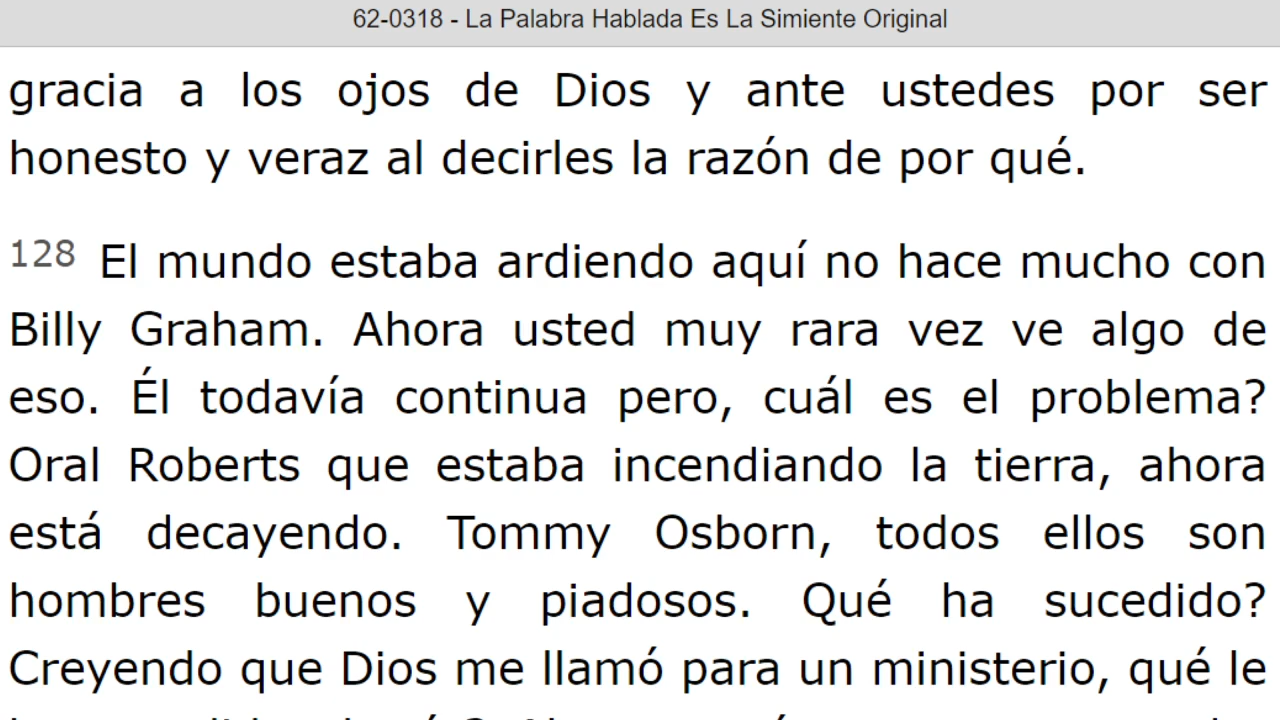 62-0318 - La Palabra Hablada Es La Simiente Original
gracia a los ojos de Dios y ante ustedes por ser
honesto y veraz al decirles la razón de por qué.
128 El mundo estaba ardiendo aquí no hace mucho con
Billy Graham. Ahora usted muy rara vez ve algo de
eso. Él todavía continua pero, cuál es el problema?
Oral Roberts que estaba incendiando la tierra, ahora
está decayendo. Tommy Osborn, todos ellos son
hombres buenos y piadosos. Qué ha sucedido?
Creyendo que Dios me llamó para un ministerio, qué le